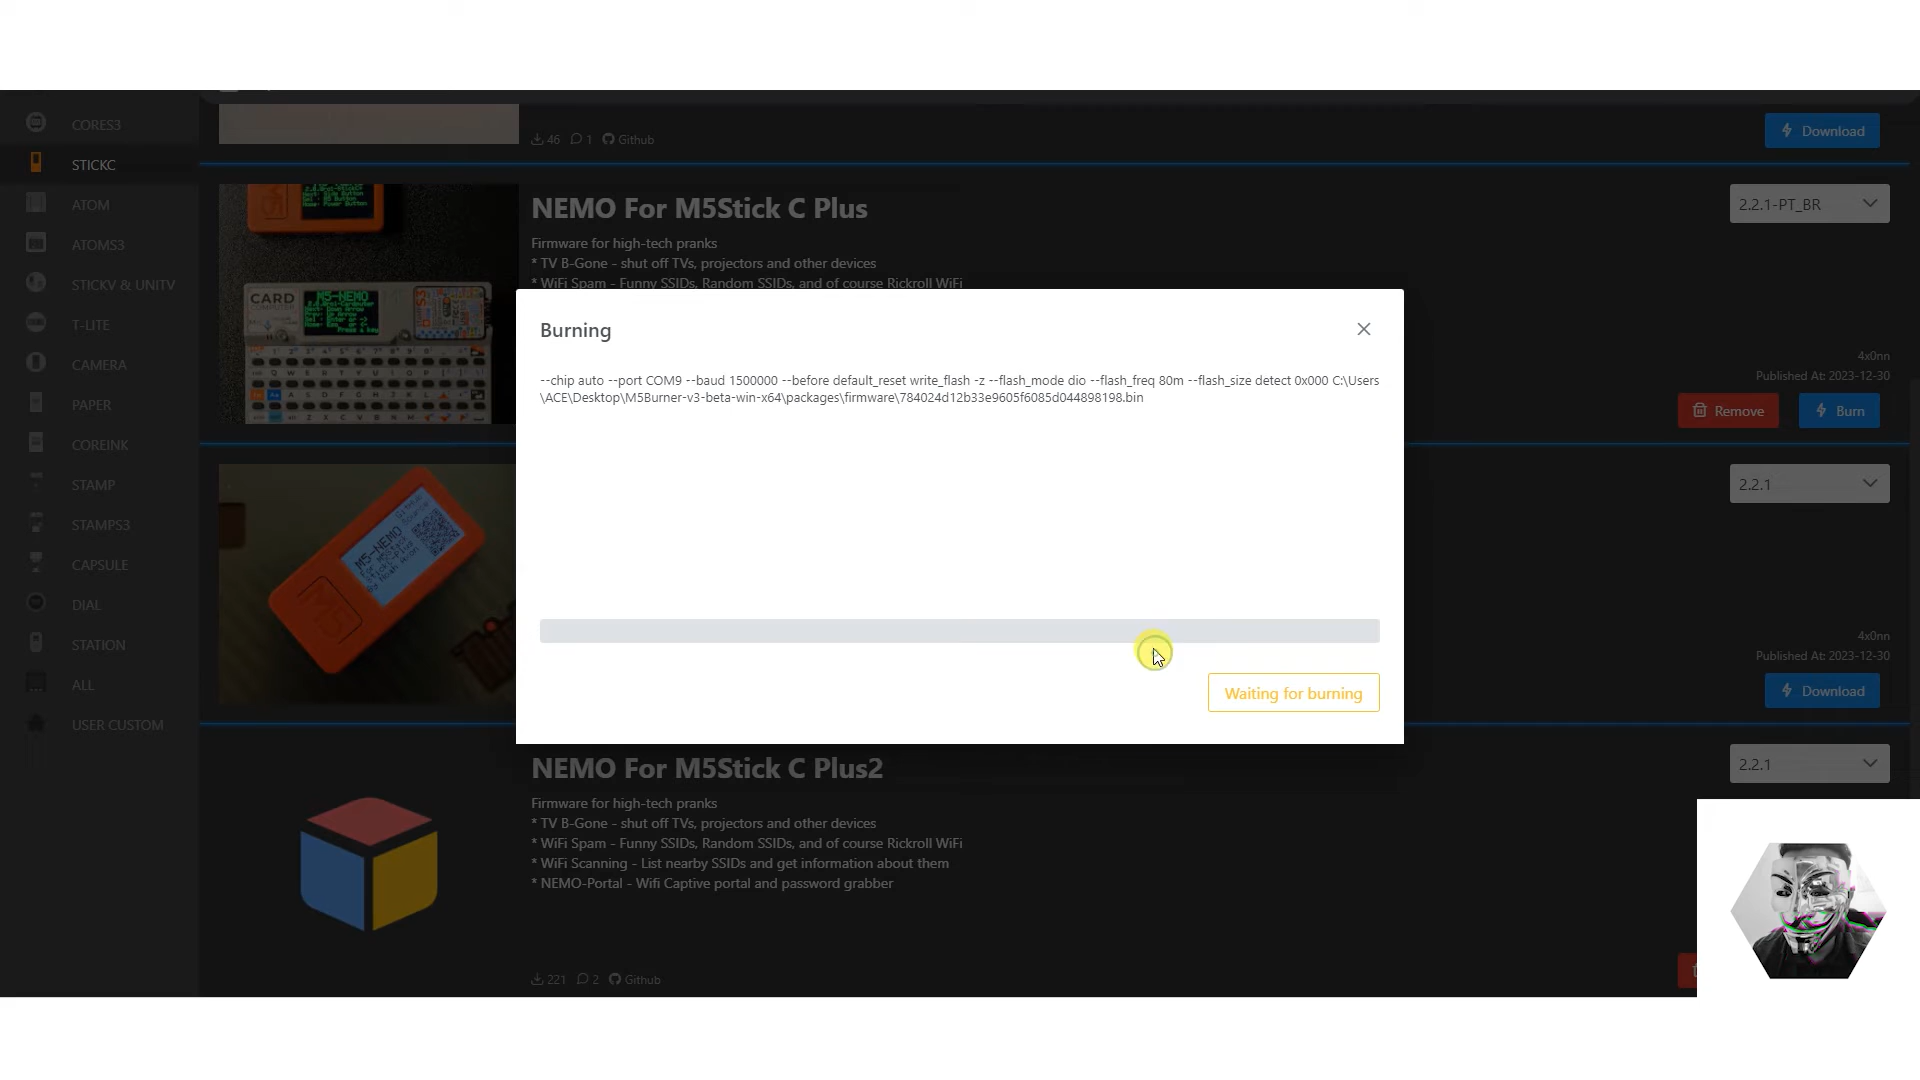 CORES3
STICKC
ATOM
ATOMS3
STICKV & UNITV
T-LITE
CAMERA
PAPER
COREINK
STAMP
STAMPS3
CAPSULE
DIAL
STATION
ALL
USER CUSTOM
46 1 Github
Download
NEMO For M5Stick C Plus
2.2.1-PT_BR
Firmware for high-tech pranks
* TV B-Gone - shut off TVs, projectors and other devices
* WiFi Spam - Funny SSIDs, Random SSIDs, and of course Rickroll WiFi
CARD
M5-NEMO
4x0nn
Published At: 2023-12-30
Remove
Burn
Burning
--chip auto --port COM9 --baud 1500000 --before default_reset write_flash -z --flash_mode dio --flash_freq 80m --flash_size detect 0x000 C:\Users
\ACE\Desktop\M5Burner-v3-beta-win-x64\packages\firmware\784024d12b33e9605f6085d044898198.bin
Waiting for burning
2.2.1
M5-NEMO
M5
4x0nn
Published At: 2023-12-30
Download
NEMO For M5Stick C Plus2
2.2.1
Firmware for high-tech pranks
* TV B-Gone - shut off TVs, projectors and other devices
* WiFi Spam - Funny SSIDs, Random SSIDs, and of course Rickroll WiFi
* WiFi Scanning - List nearby SSIDs and get information about them
* NEMO-Portal - Wifi Captive portal and password grabber
221 2 Github